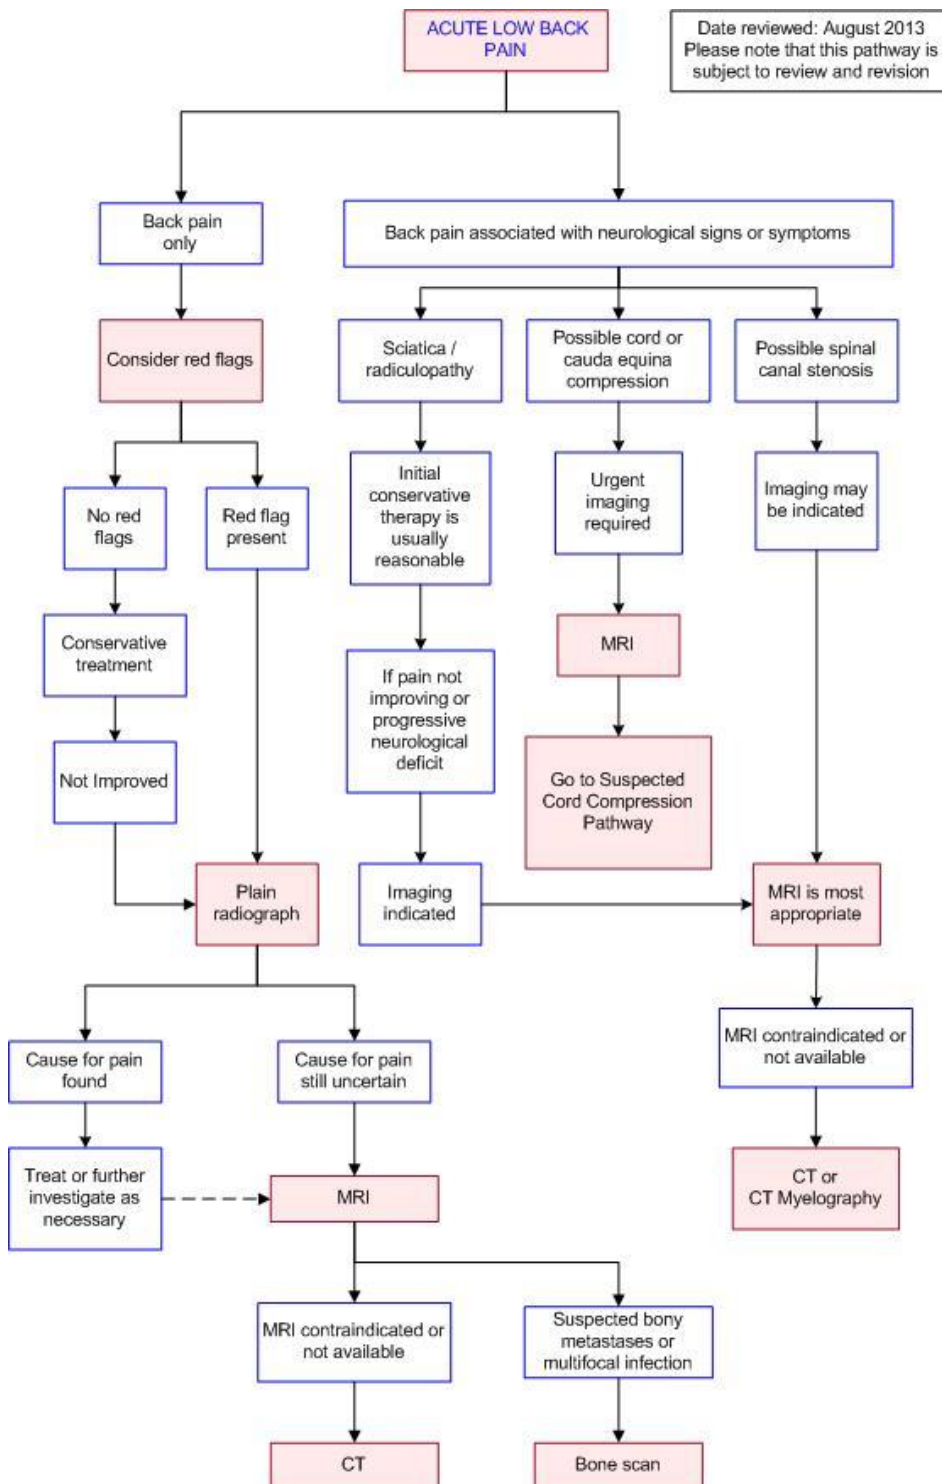 ACUTE LOW BACK
PAIN
Date reviewed: August 2013
Please note that this pathway is
subject to review and revision
Back pain
only
Back pain associated with neurological signs or symptoms
Consider red flags
Sciatica /
radiculopathy
Possible cord or
cauda equina
compression
Possible spinal
canal stenosis
No red
flags
Red flag
present
Initial
conservative
therapy is
usually
reasonable
Urgent
imaging
required
Imaging may
be indicated
Conservative
treatment
MRI
If pain not
improving or
progressive
neurological
deficit
Not Improved
Go to Suspected
Cord Compression
Pathway
Plain
radiograph
Imaging
indicated
MRI is most
appropriate
Cause for pain
found
Cause for pain
still uncertain
MRI contraindicated or
not available
Treat or further
investigate as
necessary
MRI
CT or
CT Myelography
MRI contraindicated or
not available
Suspected bony
metastases or
multifocal infection
CT
Bone scan